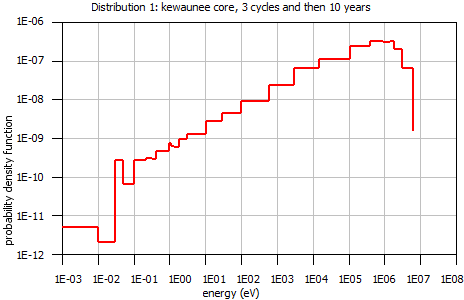 Distribution 1: kewaunee core, 3 cycles and then 10 years
1E-06
1E-07
1E-08
1E-09
1E-10
1E-11
1E-12
probability density function
1E-03 1E-02 1E-01 1E00 1E01 1E02 1E03 1E04 1E05 1E06 1E07 1E08
energy (eV)